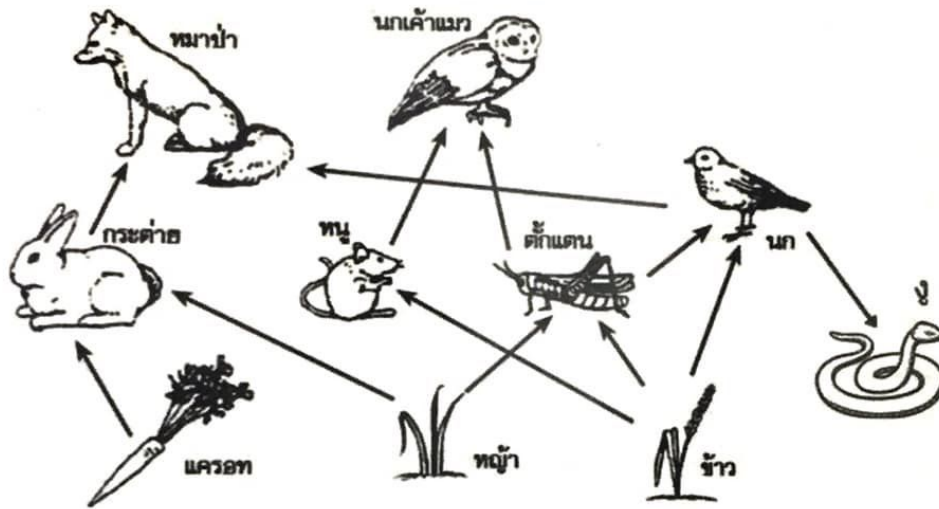 หมาป่า
นกเค้าแมว
กระต่าย
หนู
ตั๊กแตน
นก
งู
แครอท
หญ้า
ข้าว